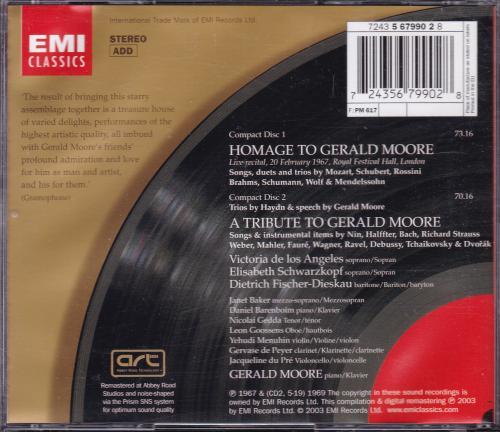 International Trade Mark of EMI Records Ltd.
EMI
CLASSICS
STEREO
ADD
7243 5 67990 2 8
7 24356 79902 8
F: PM 617
'The result of bringing this starry
assemblage together is a treasure house
of varied delights, performances of the
highest artistic quality, all imbued
with Gerald Moore's friends'
profound admiration and love
for him as man and artist,
and his for them.'
(Gramophone)
Compact Disc 1 73.16
HOMAGE TO GERALD MOORE
Live recital, 20 February 1967, Royal Festival Hall, London
Songs, duets and trios by Mozart, Schubert, Rossini
Brahms, Schumann, Wolf & Mendelssohn
Compact Disc 2 70.16
Trios by Haydn & speech by Gerald Moore
A TRIBUTE TO GERALD MOORE
Songs & instrumental items by Nin, Halffter, Bach, Richard Strauss
Weber, Mahler, Fauré, Wagner, Ravel, Debussy, Tchaikovsky & Dvořák
Victoria de los Angeles soprano/Sopran
Elisabeth Schwarzkopf soprano/Sopran
Dietrich Fischer-Dieskau baritone/Bariton/baryton
Janet Baker mezzo-soprano/Mezzosopran
Daniel Barenboim piano/Klavier
Nicolai Gedda Tenor/ténor
Leon Goossens Oboe/hautbois
Yehudi Menuhin violin/Violine/violon
Gervase de Peyer clarinet/Klarinette/clarinette
Jacqueline du Pré Violoncello/violoncelle
GERALD MOORE piano/Klavier
art
ABBEY ROAD TECHNOLOGY
Remastered at Abbey Road
Studios and noise-shaped
via the Prism SNS system
for optimum sound quality
℗ 1967 & (CD2, 5-19) 1969 The copyright in these sound recordings is
owned by EMI Records Ltd. This compilation & digital remastering ℗ 2003
by EMI Records Ltd. © 2003 EMI Records Ltd. www.emiclassics.com